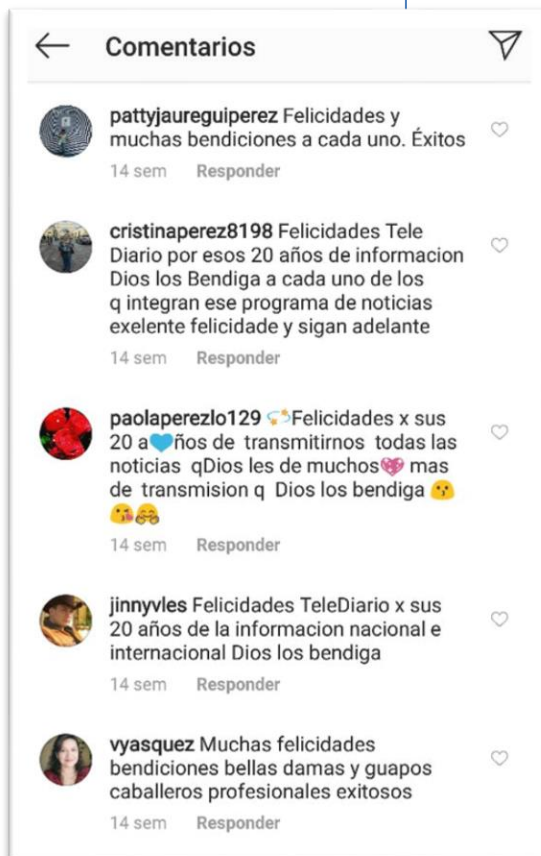 Comentarios
pattyjaureguiperez Felicidades y
muchas bendiciones a cada uno. Éxitos
14 sem Responder
cristinaperez8198 Felicidades Tele
Diario por esos 20 años de informacion
Dios los Bendiga a cada uno de los
q integran ese programa de noticias
exelente felicidade y sigan adelante
14 sem Responder
paolaperezlo129 💫Felicidades x sus
20 a💙ños de transmitirnos todas las
noticias qDios les de muchos💖 mas
de transmision q Dios los bendiga 😗
😘🤗
14 sem Responder
jinnyvles Felicidades TeleDiario x sus
20 años de la informacion nacional e
internacional Dios los bendiga
14 sem Responder
vyasquez Muchas felicidades
bendiciones bellas damas y guapos
caballeros profesionales exitosos
14 sem Responder